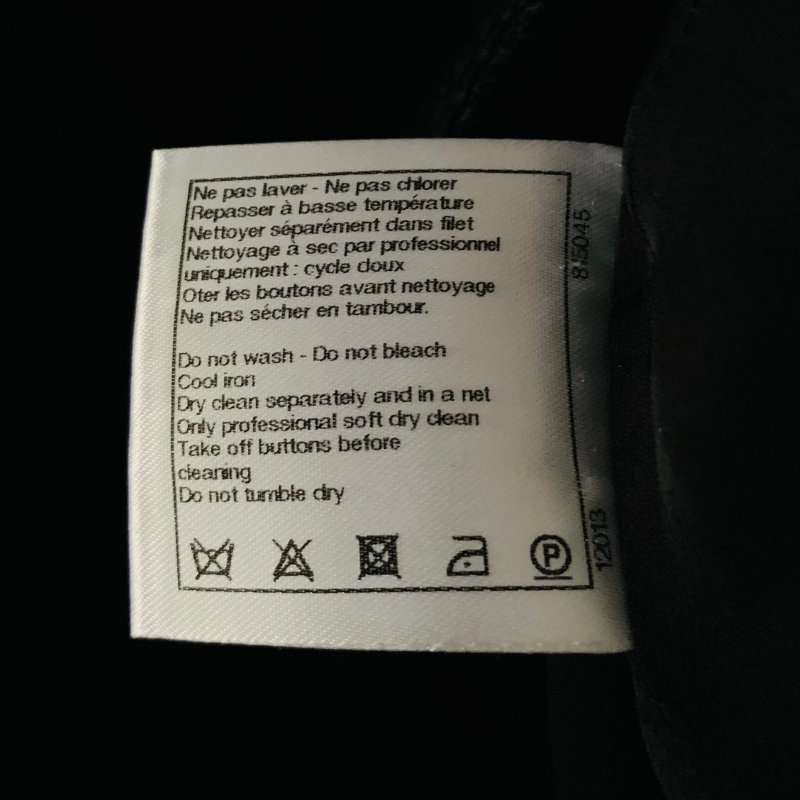 Ne pas laver - Ne pas chlorer
Repasser à basse température
Nettoyer séparément dans filet
Nettoyage à sec par professionnel
uniquement : cycle doux
Oter les boutons avant nettoyage
Ne pas sécher en tambour.
Do not wash - Do not bleach
Cool iron
Dry clean separately and in a net
Only professional soft dry clean
Take off buttons before
cleaning
Do not tumble dry
P
815045
12013